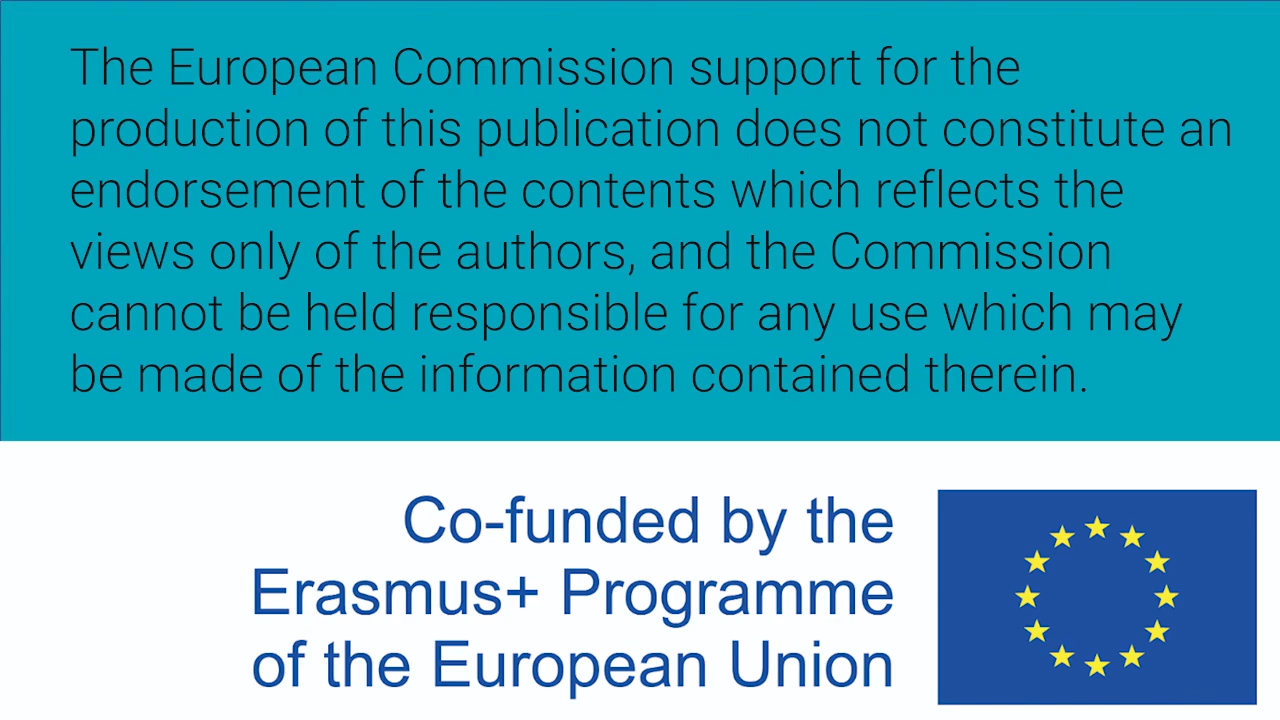 The European Commission support for the
production of this publication does not constitute an
endorsement of the contents which reflects the
views only of the authors, and the Commission
cannot be held responsible for any use which may
be made of the information contained therein.
Co-funded by the
Erasmus+ Programme
of the European Union